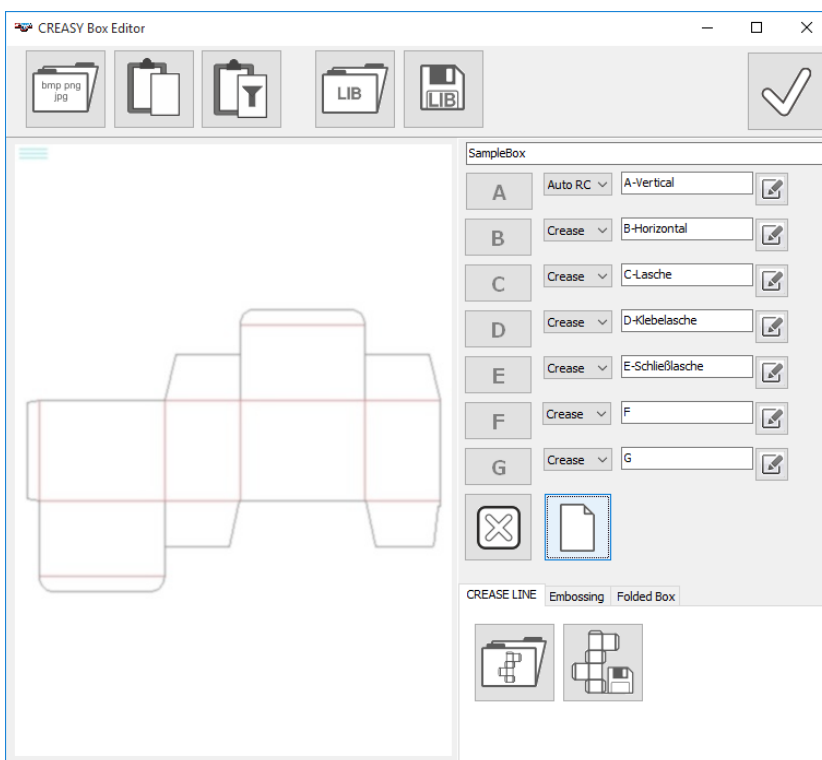 CREASY Box Editor
bmp png
jpg
LIB
LIB
SampleBox
A Auto RC A-Vertical
B Crease B-Horizontal
C Crease C-Lasche
D Crease D-Klebelasche
E Crease E-Schließlasche
F Crease F
G Crease G
CREASE LINE Embossing Folded Box